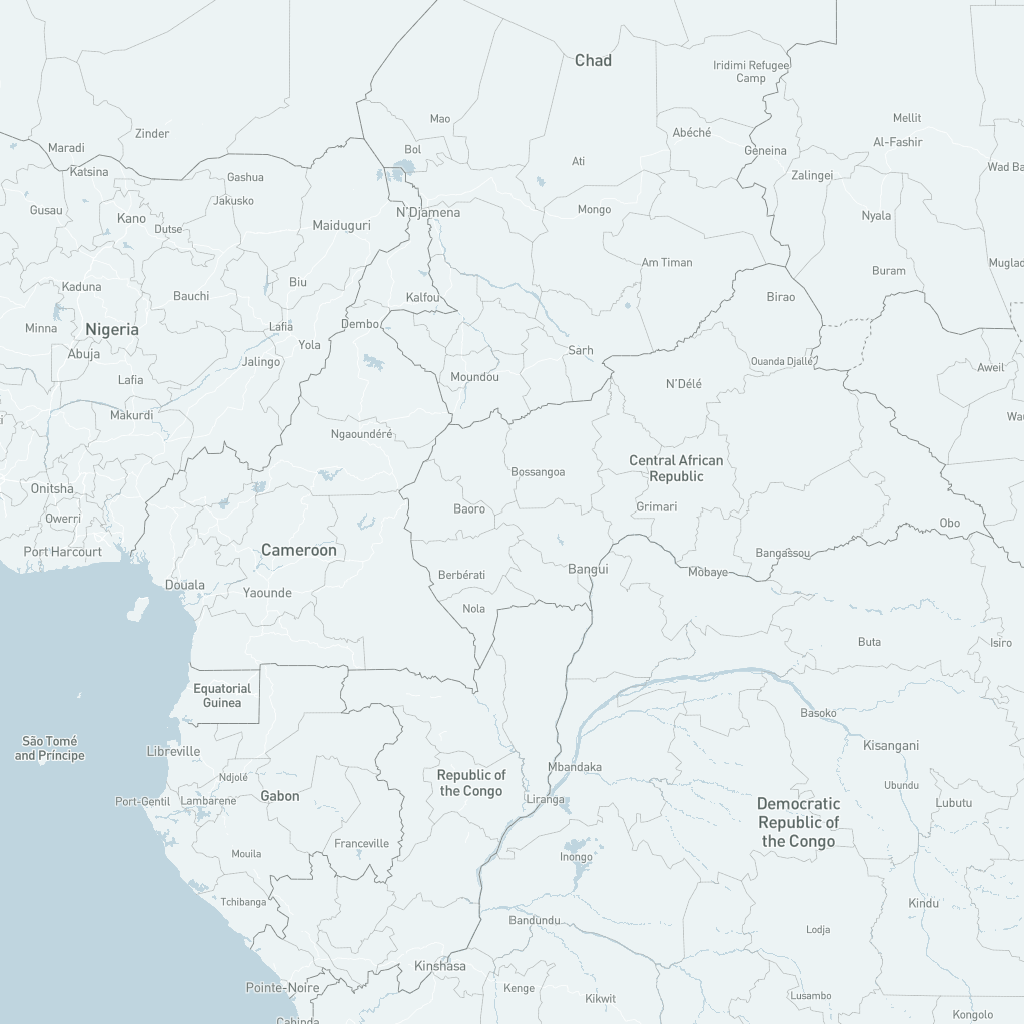 Chad
Iridimi Refugee
Camp
Mao
Mellit
Zinder
Abéché
Al-Fashir
Maradi
Bol
Geneina
Ati
Wad Ba
Katsina
Gashua
Zalingei
Jakusko
Gusau
Kano
N'Djamena
Mongo
Nyala
Dutse
Maiduguri
Am Timan
Muglad
Buram
Biu
Kaduna
Bauchi
Kalfou
Birao
Minna
Nigeria
Lafia
Dembo
Yola
Abuja
Sarh
Jalingo
Ouanda Djallé
Aweil
Lafia
Moundou
N'Délé
Makurdi
Wau
Ngaoundéré
Central African
Republic
Bossangoa
Onitsha
Baoro
Grimari
Owerri
Obo
Port Harcourt
Cameroon
Bangassou
Bangui
Mobaye
Berbérati
Douala
Yaounde
Nola
Buta
Isiro
Equatorial
Guinea
Basoko
São Tomé
and Príncipe
Libreville
Kisangani
Mbandaka
Ndjolé
Republic of
the Congo
Ubundu
Port-Gentil
Lambarene
Gabon
Liranga
Democratic
Republic of
the Congo
Lubutu
Franceville
Mouila
Inongo
Tchibanga
Kindu
Bandundu
Lodja
Kinshasa
Pointe-Noire
Kenge
Kikwit
Lusambo
Kongolo
Cabinda